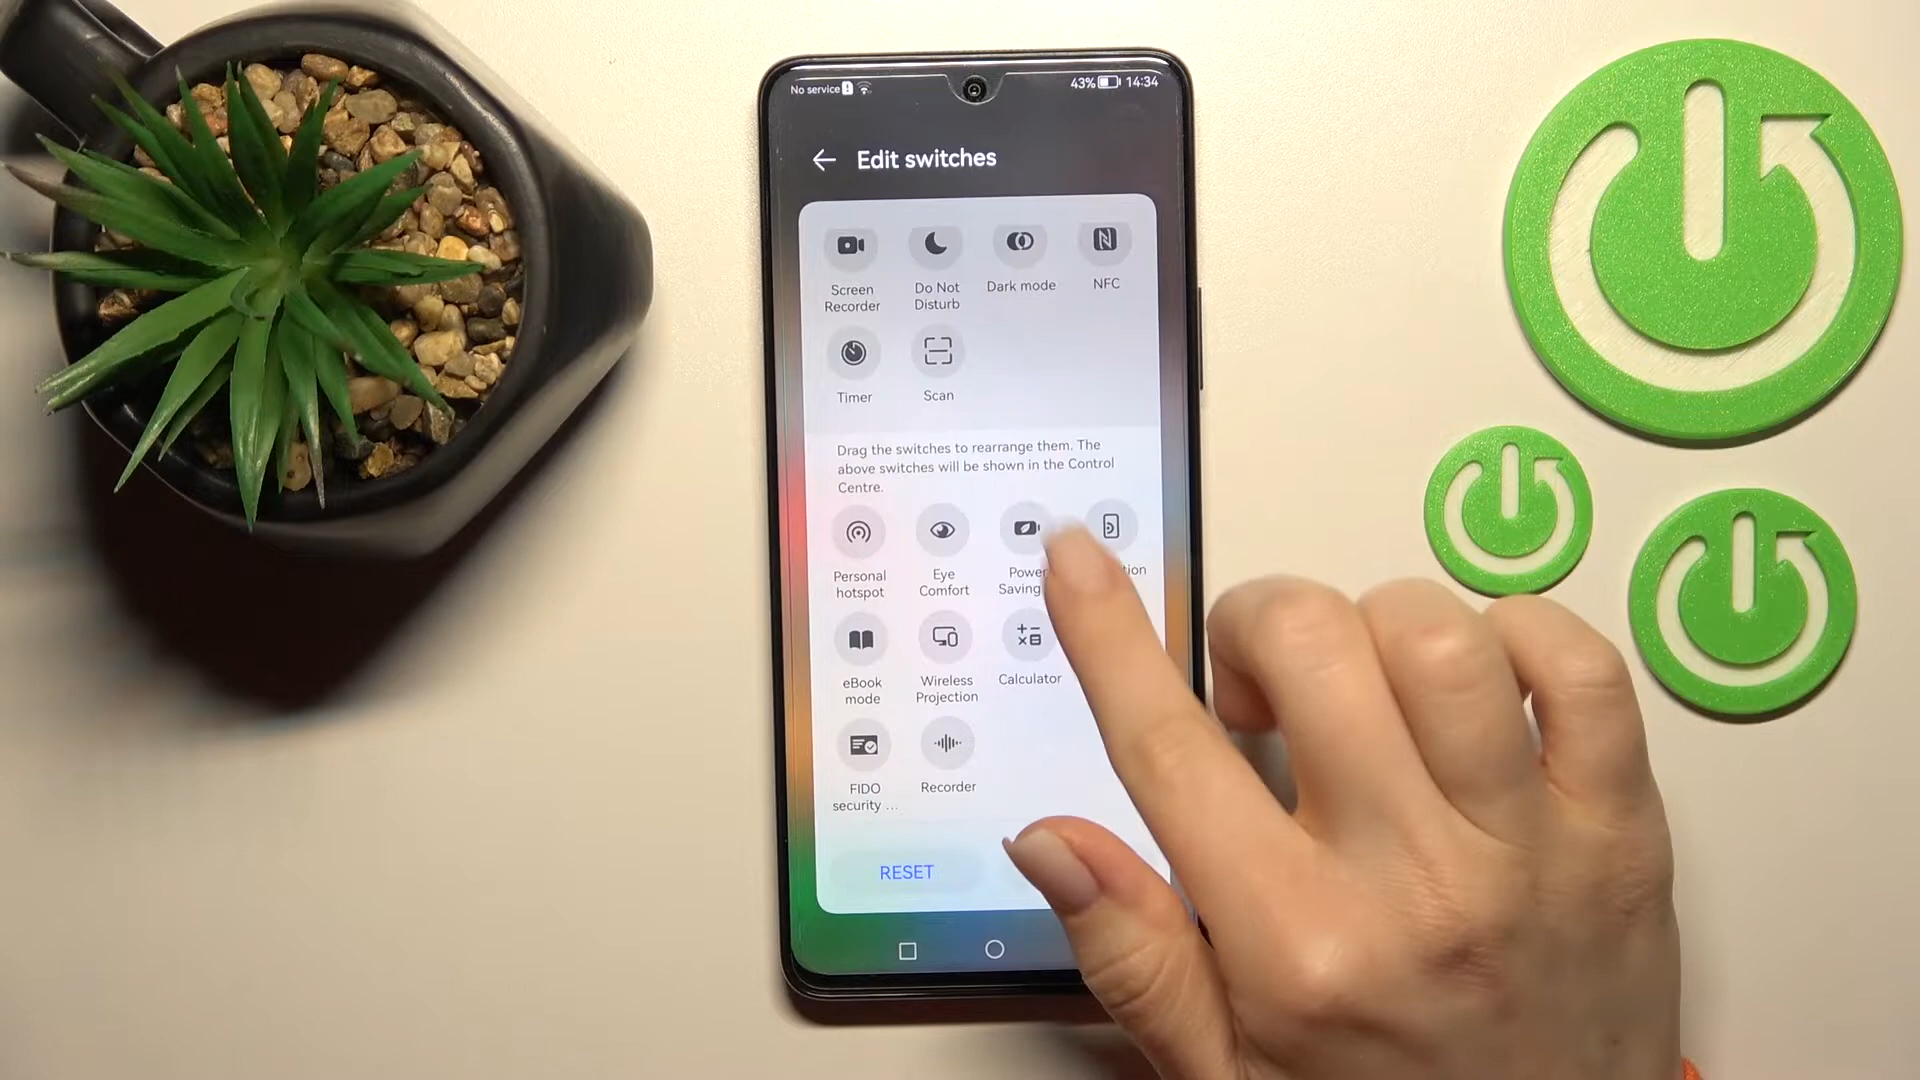 No service
43% 14:34
Edit switches
Screen Recorder
Do Not Disturb
Dark mode
NFC
Timer
Scan
Drag the switches to rearrange them. The
above switches will be shown in the Control
Centre.
Personal hotspot
Eye Comfort
Power Saving
eBook mode
Wireless Projection
Calculator
FIDO security ...
Recorder
RESET